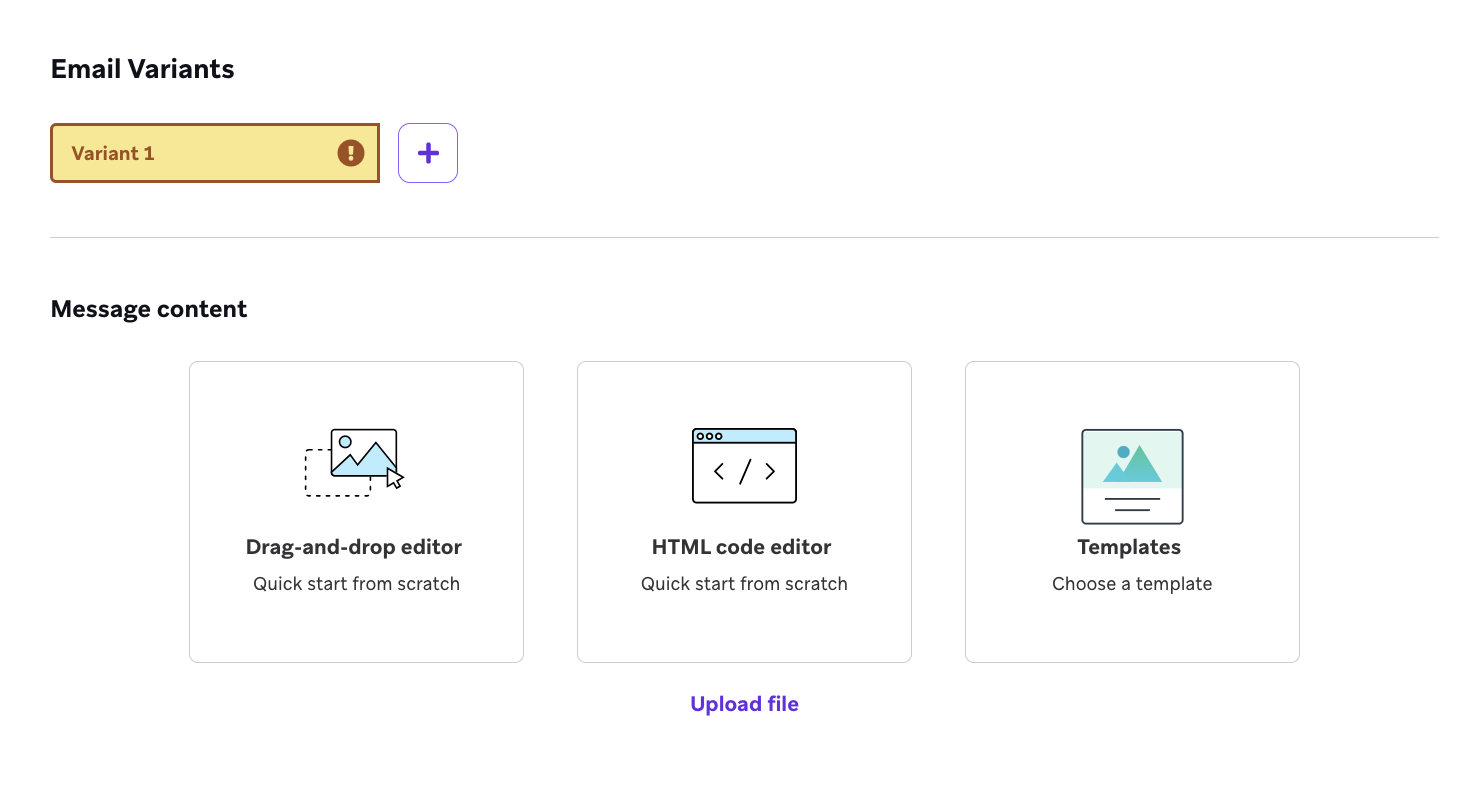 Email Variants
Variant 1
Message content
Drag-and-drop editor
Quick start from scratch
HTML code editor
Quick start from scratch
Templates
Choose a template
Upload file